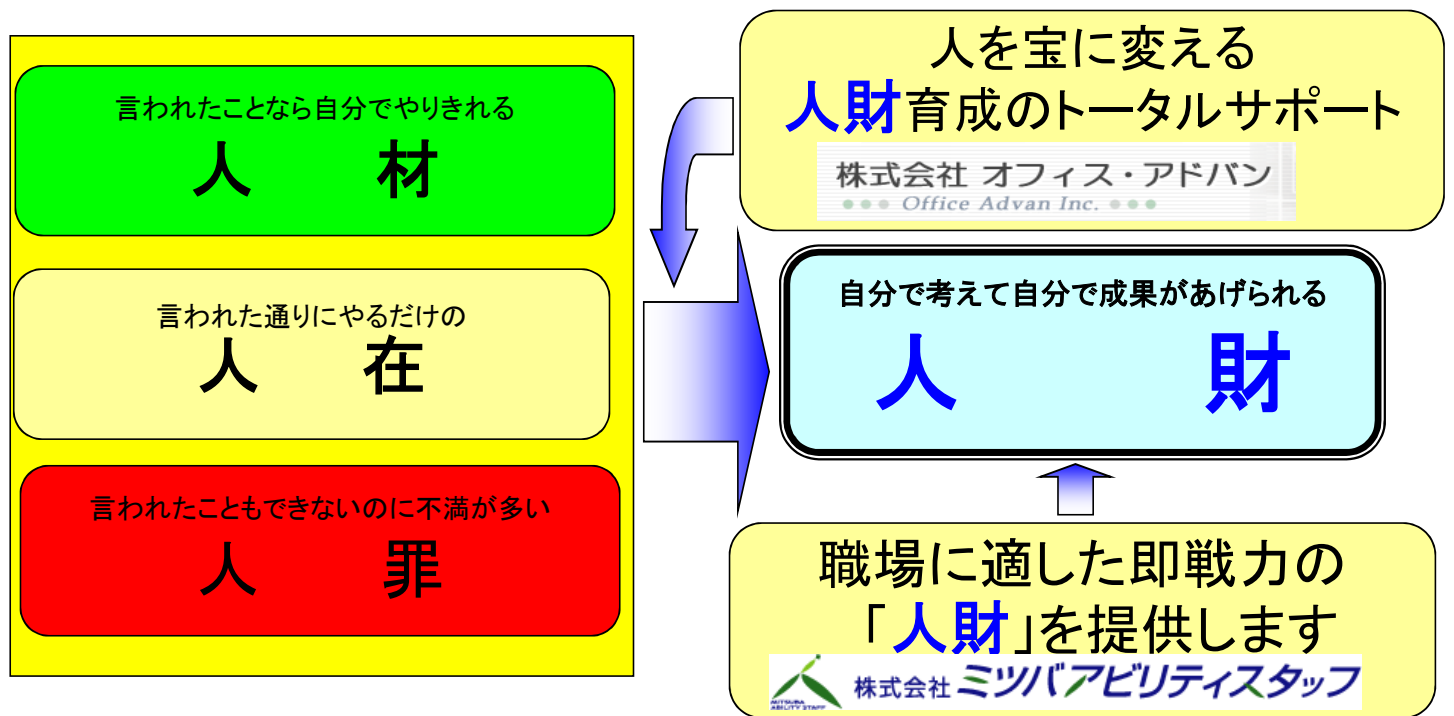 言われたことなら自分でやりきれる
人　材
言われた通りにやるだけの
人　在
言われたこともできないのに不満が多い
人　罪
人を宝に変える
人財育成のトータルサポート
株式会社 オフィス・アドバン
Office Advan Inc.
自分で考えて自分で成果があげられる
人　財
職場に適した即戦力の
「人財」を提供します
MITSUBA
ABILITY STAFF
株式会社 ミツバアビリティスタッフ